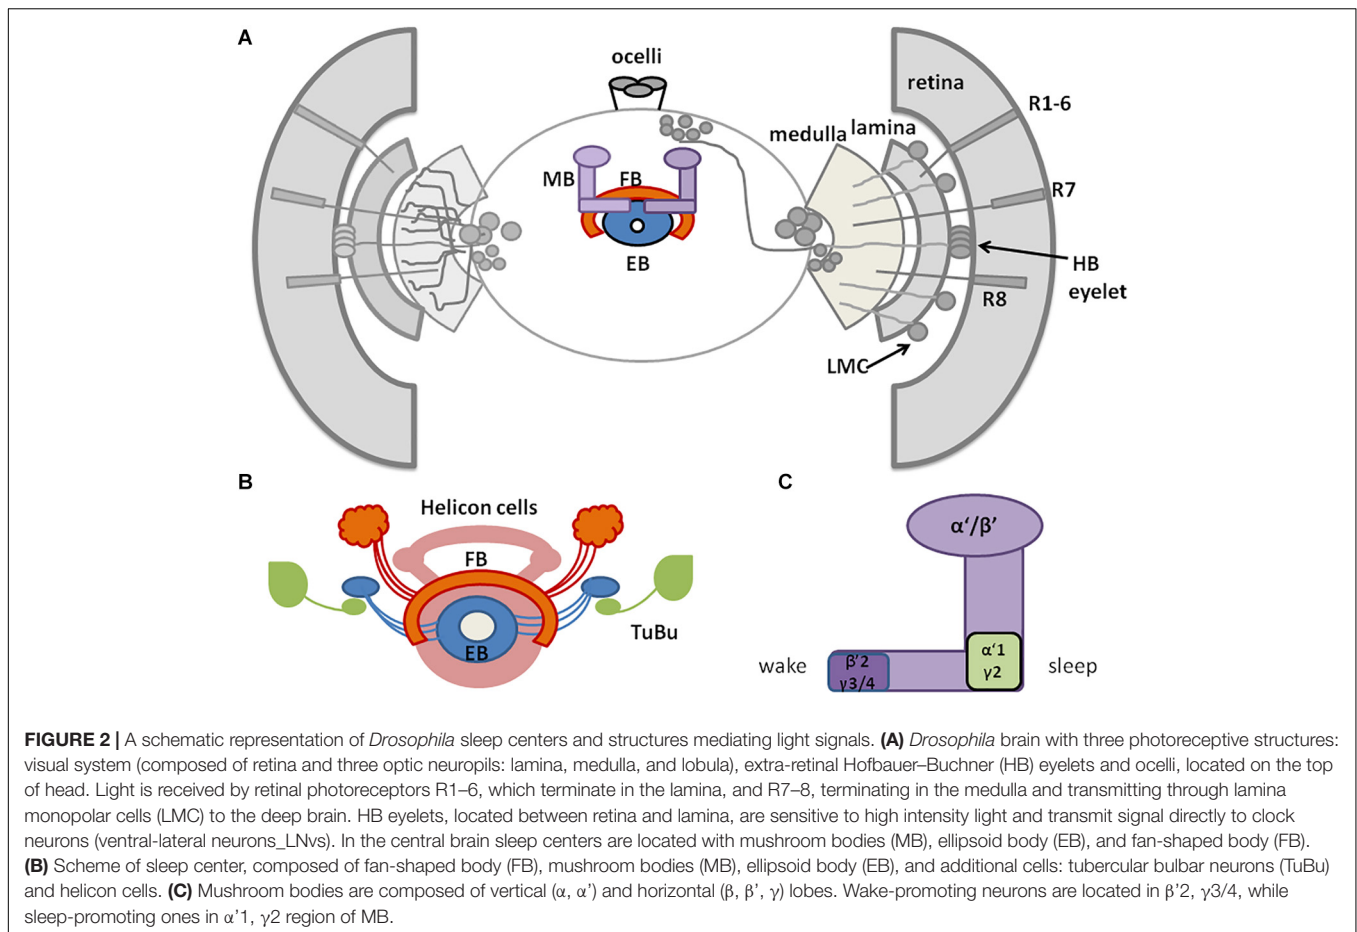 A
ocelli
retina
R1-6
medulla
lamina
MB
FB
R7
EB
HB
eyelet
R8
LMC
B
C
Helicon cells
α‘/β’
FB
TuBu
EB
wake
β’2
γ3/4
α‘1
γ2
sleep
FIGURE 2 | A schematic representation of Drosophila sleep centers and structures mediating light signals. (A) Drosophila brain with three photoreceptive structures:
visual system (composed of retina and three optic neuropils: lamina, medulla, and lobula), extra-retinal Hofbauer–Buchner (HB) eyelets and ocelli, located on the top
of head. Light is received by retinal photoreceptors R1–6, which terminate in the lamina, and R7–8, terminating in the medulla and transmitting through lamina
monopolar cells (LMC) to the deep brain. HB eyelets, located between retina and lamina, are sensitive to high intensity light and transmit signal directly to clock
neurons (ventral-lateral neurons_LNvs). In the central brain sleep centers are located with mushroom bodies (MB), ellipsoid body (EB), and fan-shaped body (FB).
(B) Scheme of sleep center, composed of fan-shaped body (FB), mushroom bodies (MB), ellipsoid body (EB), and additional cells: tubercular bulbar neurons (TuBu)
and helicon cells. (C) Mushroom bodies are composed of vertical (α, α’) and horizontal (β, β’, γ) lobes. Wake-promoting neurons are located in β’2, γ3/4, while
sleep-promoting ones in α’1, γ2 region of MB.